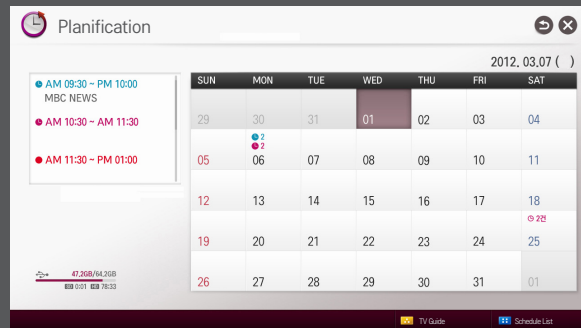 Planification
2012. 03.07 ( )
AM 09:30 ~ PM 10:00
MBC NEWS
AM 10:30 ~ AM 11:30
AM 11:30 ~ PM 01:00
SUN MON TUE WED THU FRI SAT
29 30 31 01 02 03 04
2
2
05 06 07 08 09 10 11
12 13 14 15 16 17 18
2건
19 20 21 22 23 24 25
26 27 28 29 30 31 01
47.2GB/64.2GB
SD 0:01 HD 78:33
TV Guide Schedule List